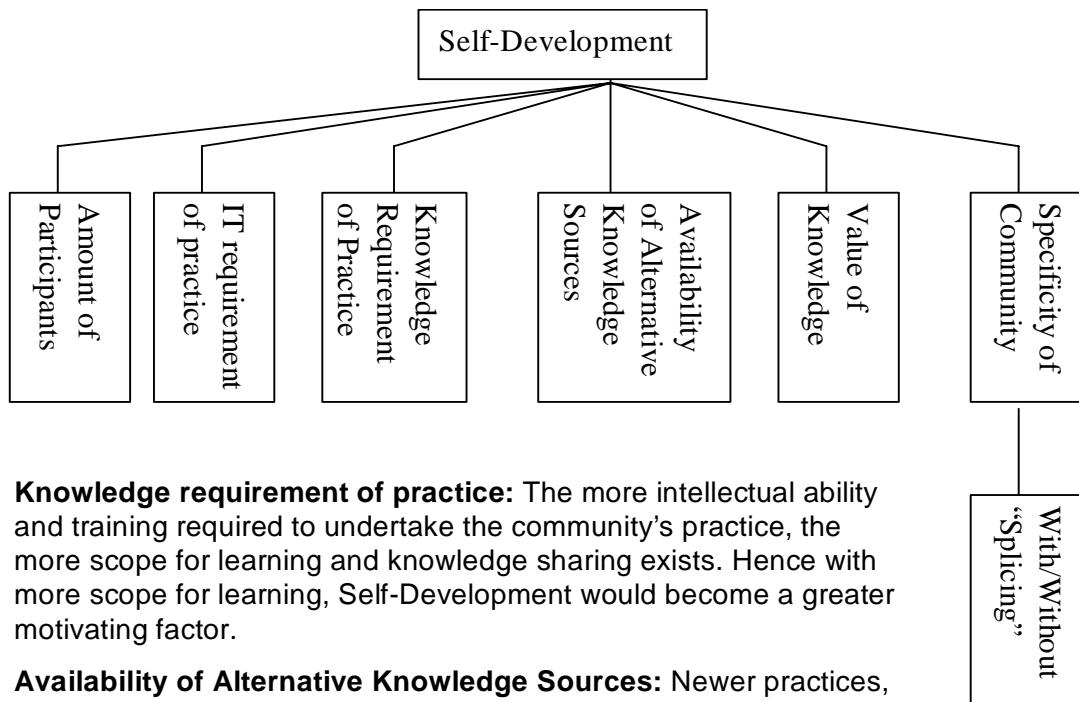 Self-Development
Amount of
Participants
IT requirement
of practice
Knowledge
Requirement
of Practice
Availability
of Alternative
Knowledge
Sources
Value of
Knowledge
Specificity of
Community
With/Without
“Splicing”
Knowledge requirement of practice: The more intellectual ability
and training required to undertake the community’s practice, the
more scope for learning and knowledge sharing exists. Hence with
more scope for learning, Self-Development would become a greater
motivating factor.
Availability of Alternative Knowledge Sources: Newer practices,